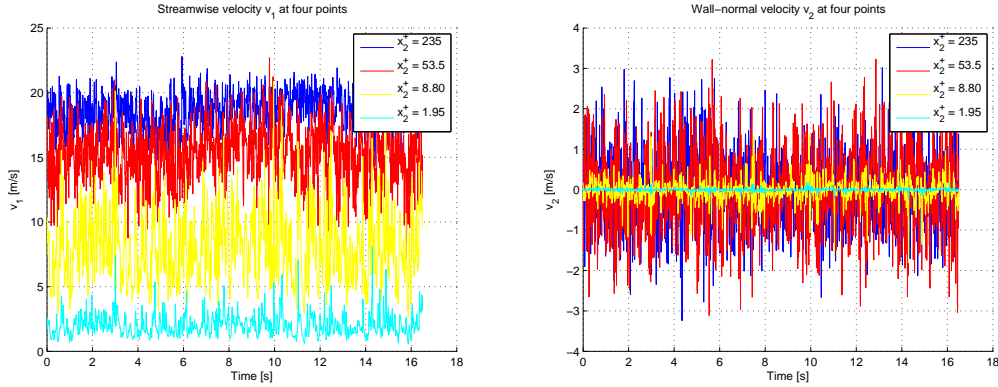 Streamwise velocity v₁ at four points
25
20
15
10
5
0
v₁ [m/s]
0 2 4 6 8 10 12 14 16 18
Time [s]
x₂⁺ = 235
x₂⁺ = 53.5
x₂⁺ = 8.80
x₂⁺ = 1.95
Wall−normal velocity v₂ at four points
4
3
2
1
0
−1
−2
−3
−4
v₂ [m/s]
0 2 4 6 8 10 12 14 16 18
Time [s]
x₂⁺ = 235
x₂⁺ = 53.5
x₂⁺ = 8.80
x₂⁺ = 1.95